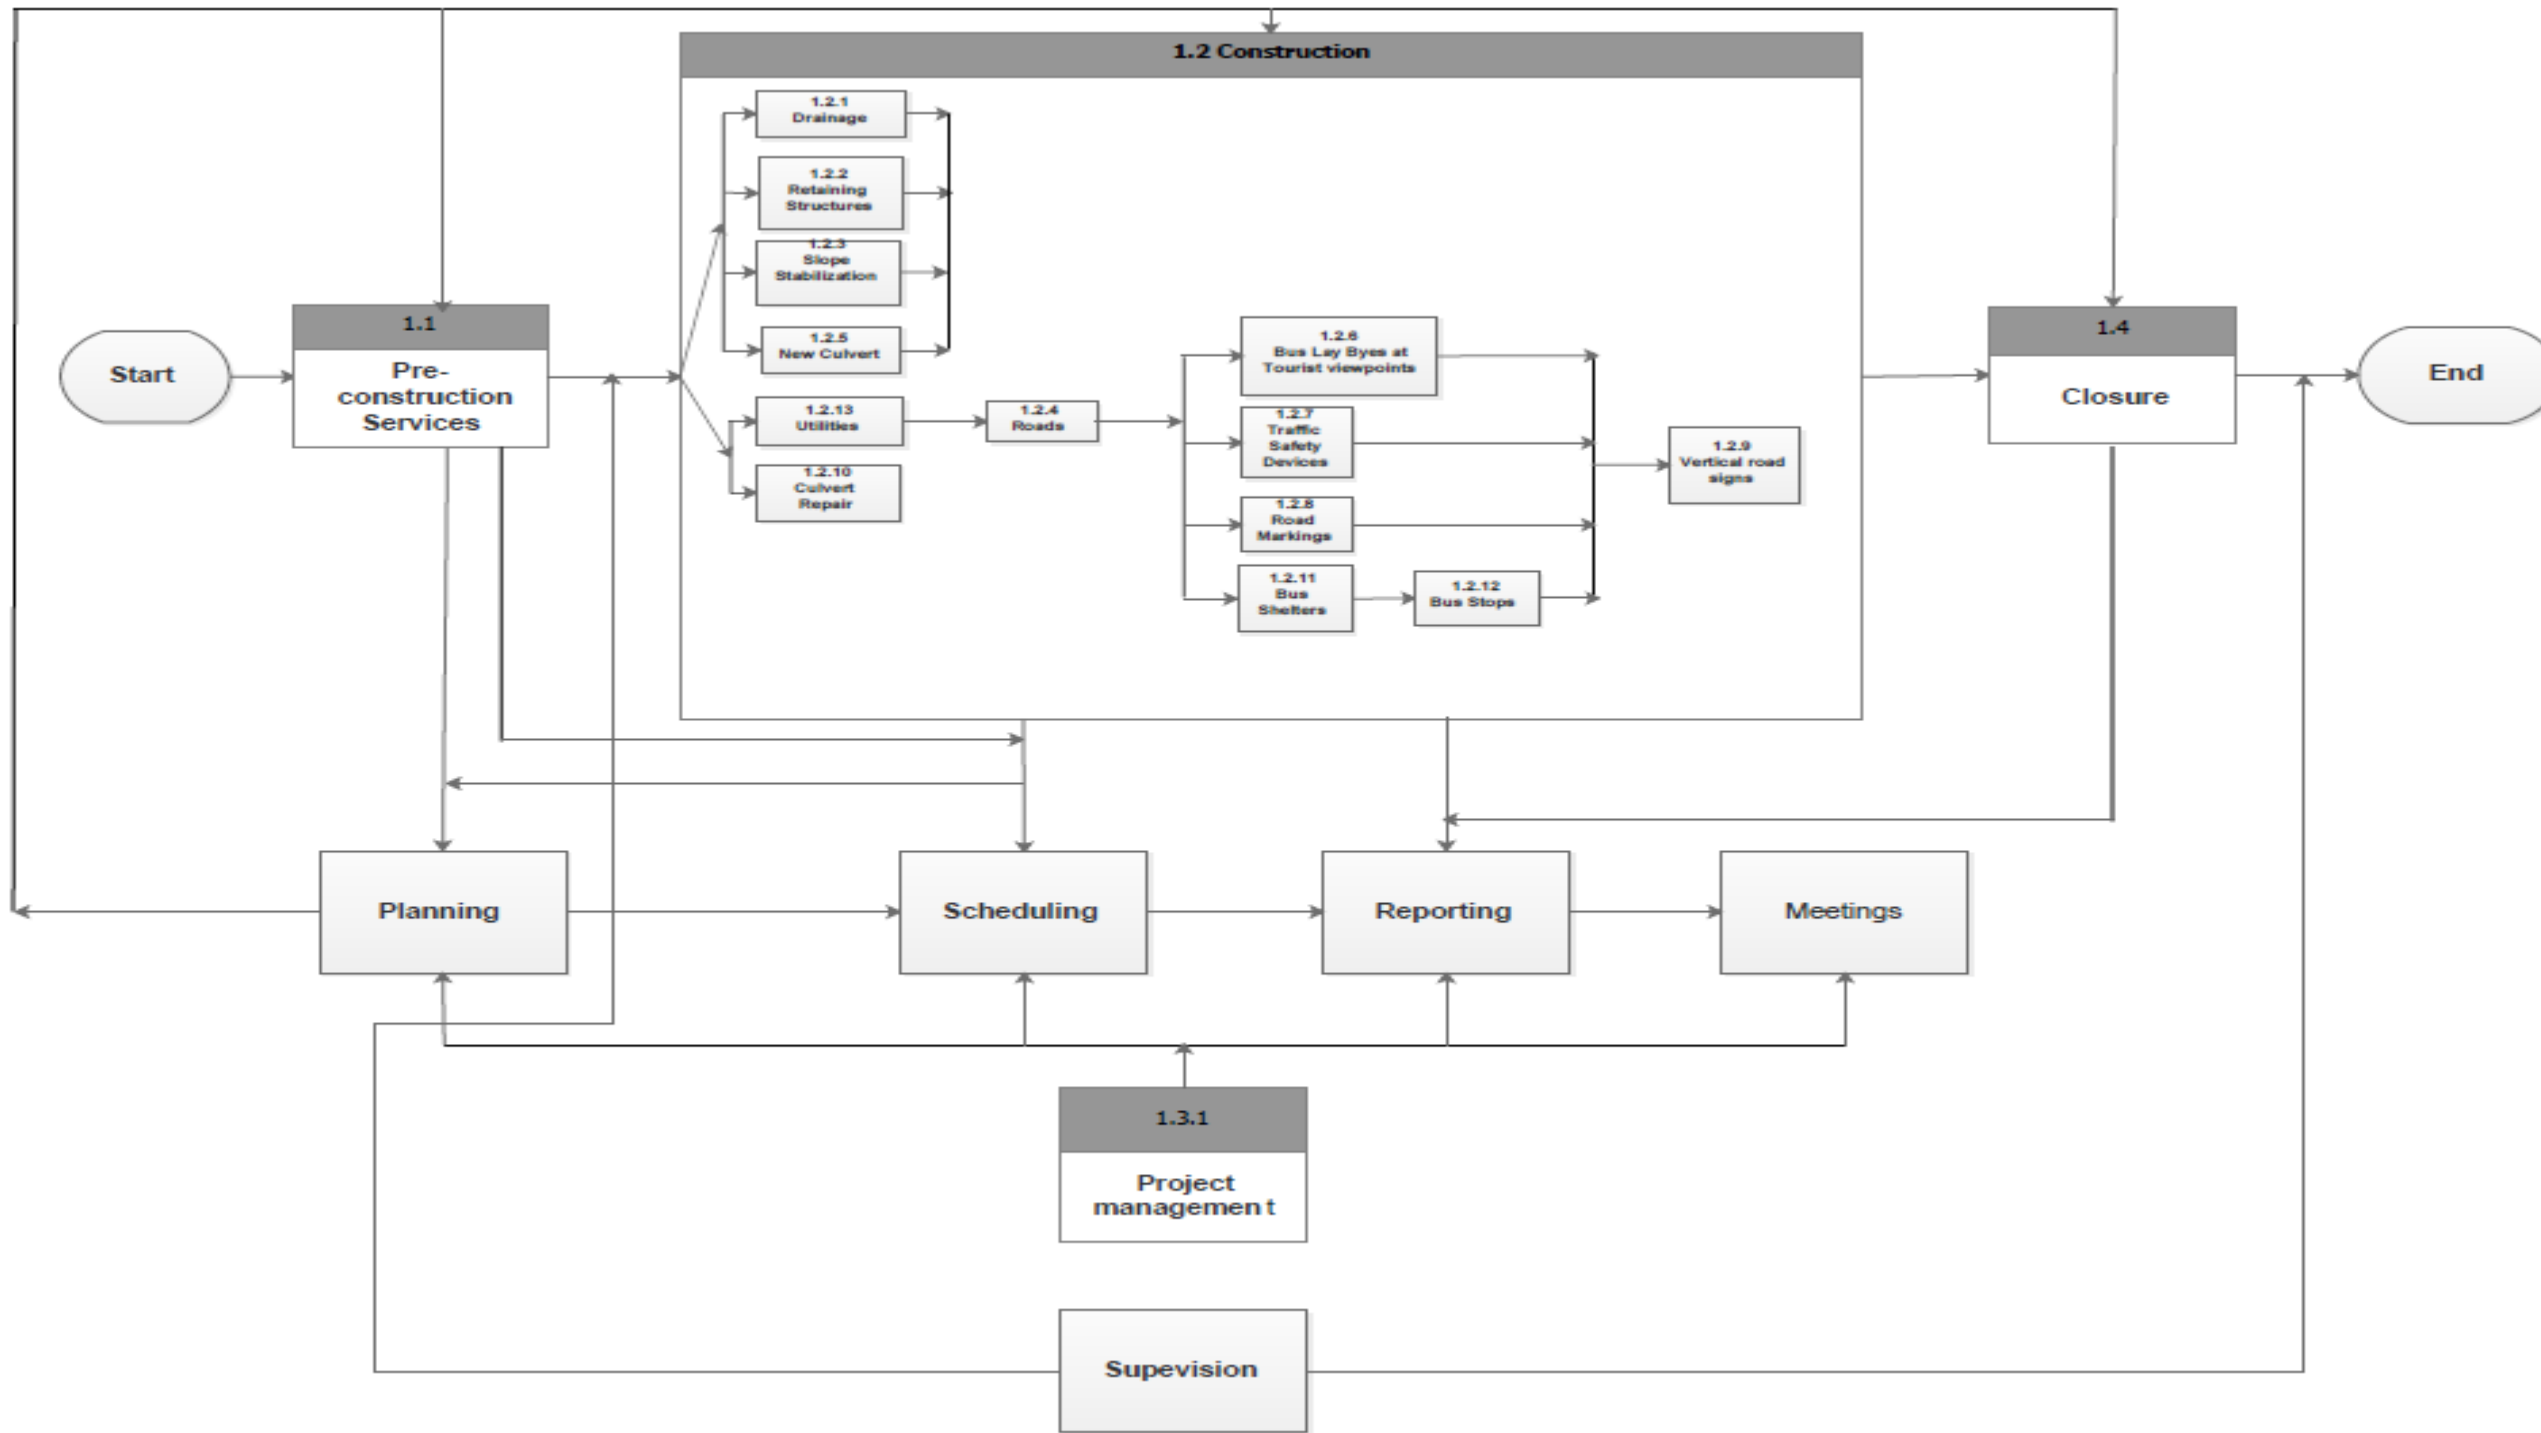 1.2 Construction
1.2.1
Drainage
1.2.2
Retaining
Structures
1.2.3
Slope
Stabilization
1.2.5
New Culvert
1.2.13
Utilities
1.2.10
Culvert
Repair
1.2.4
Roads
1.2.6
Bus Lay Byes at
Tourist viewpoints
1.2.7
Traffic
Safety
Devices
1.2.8
Road
Markings
1.2.11
Bus
Shelters
1.2.12
Bus Stops
1.2.9
Vertical road
signs
Start
1.1
Pre-
construction
Services
1.4
Closure
End
Planning
Scheduling
Reporting
Meetings
1.3.1
Project
management
Supevision